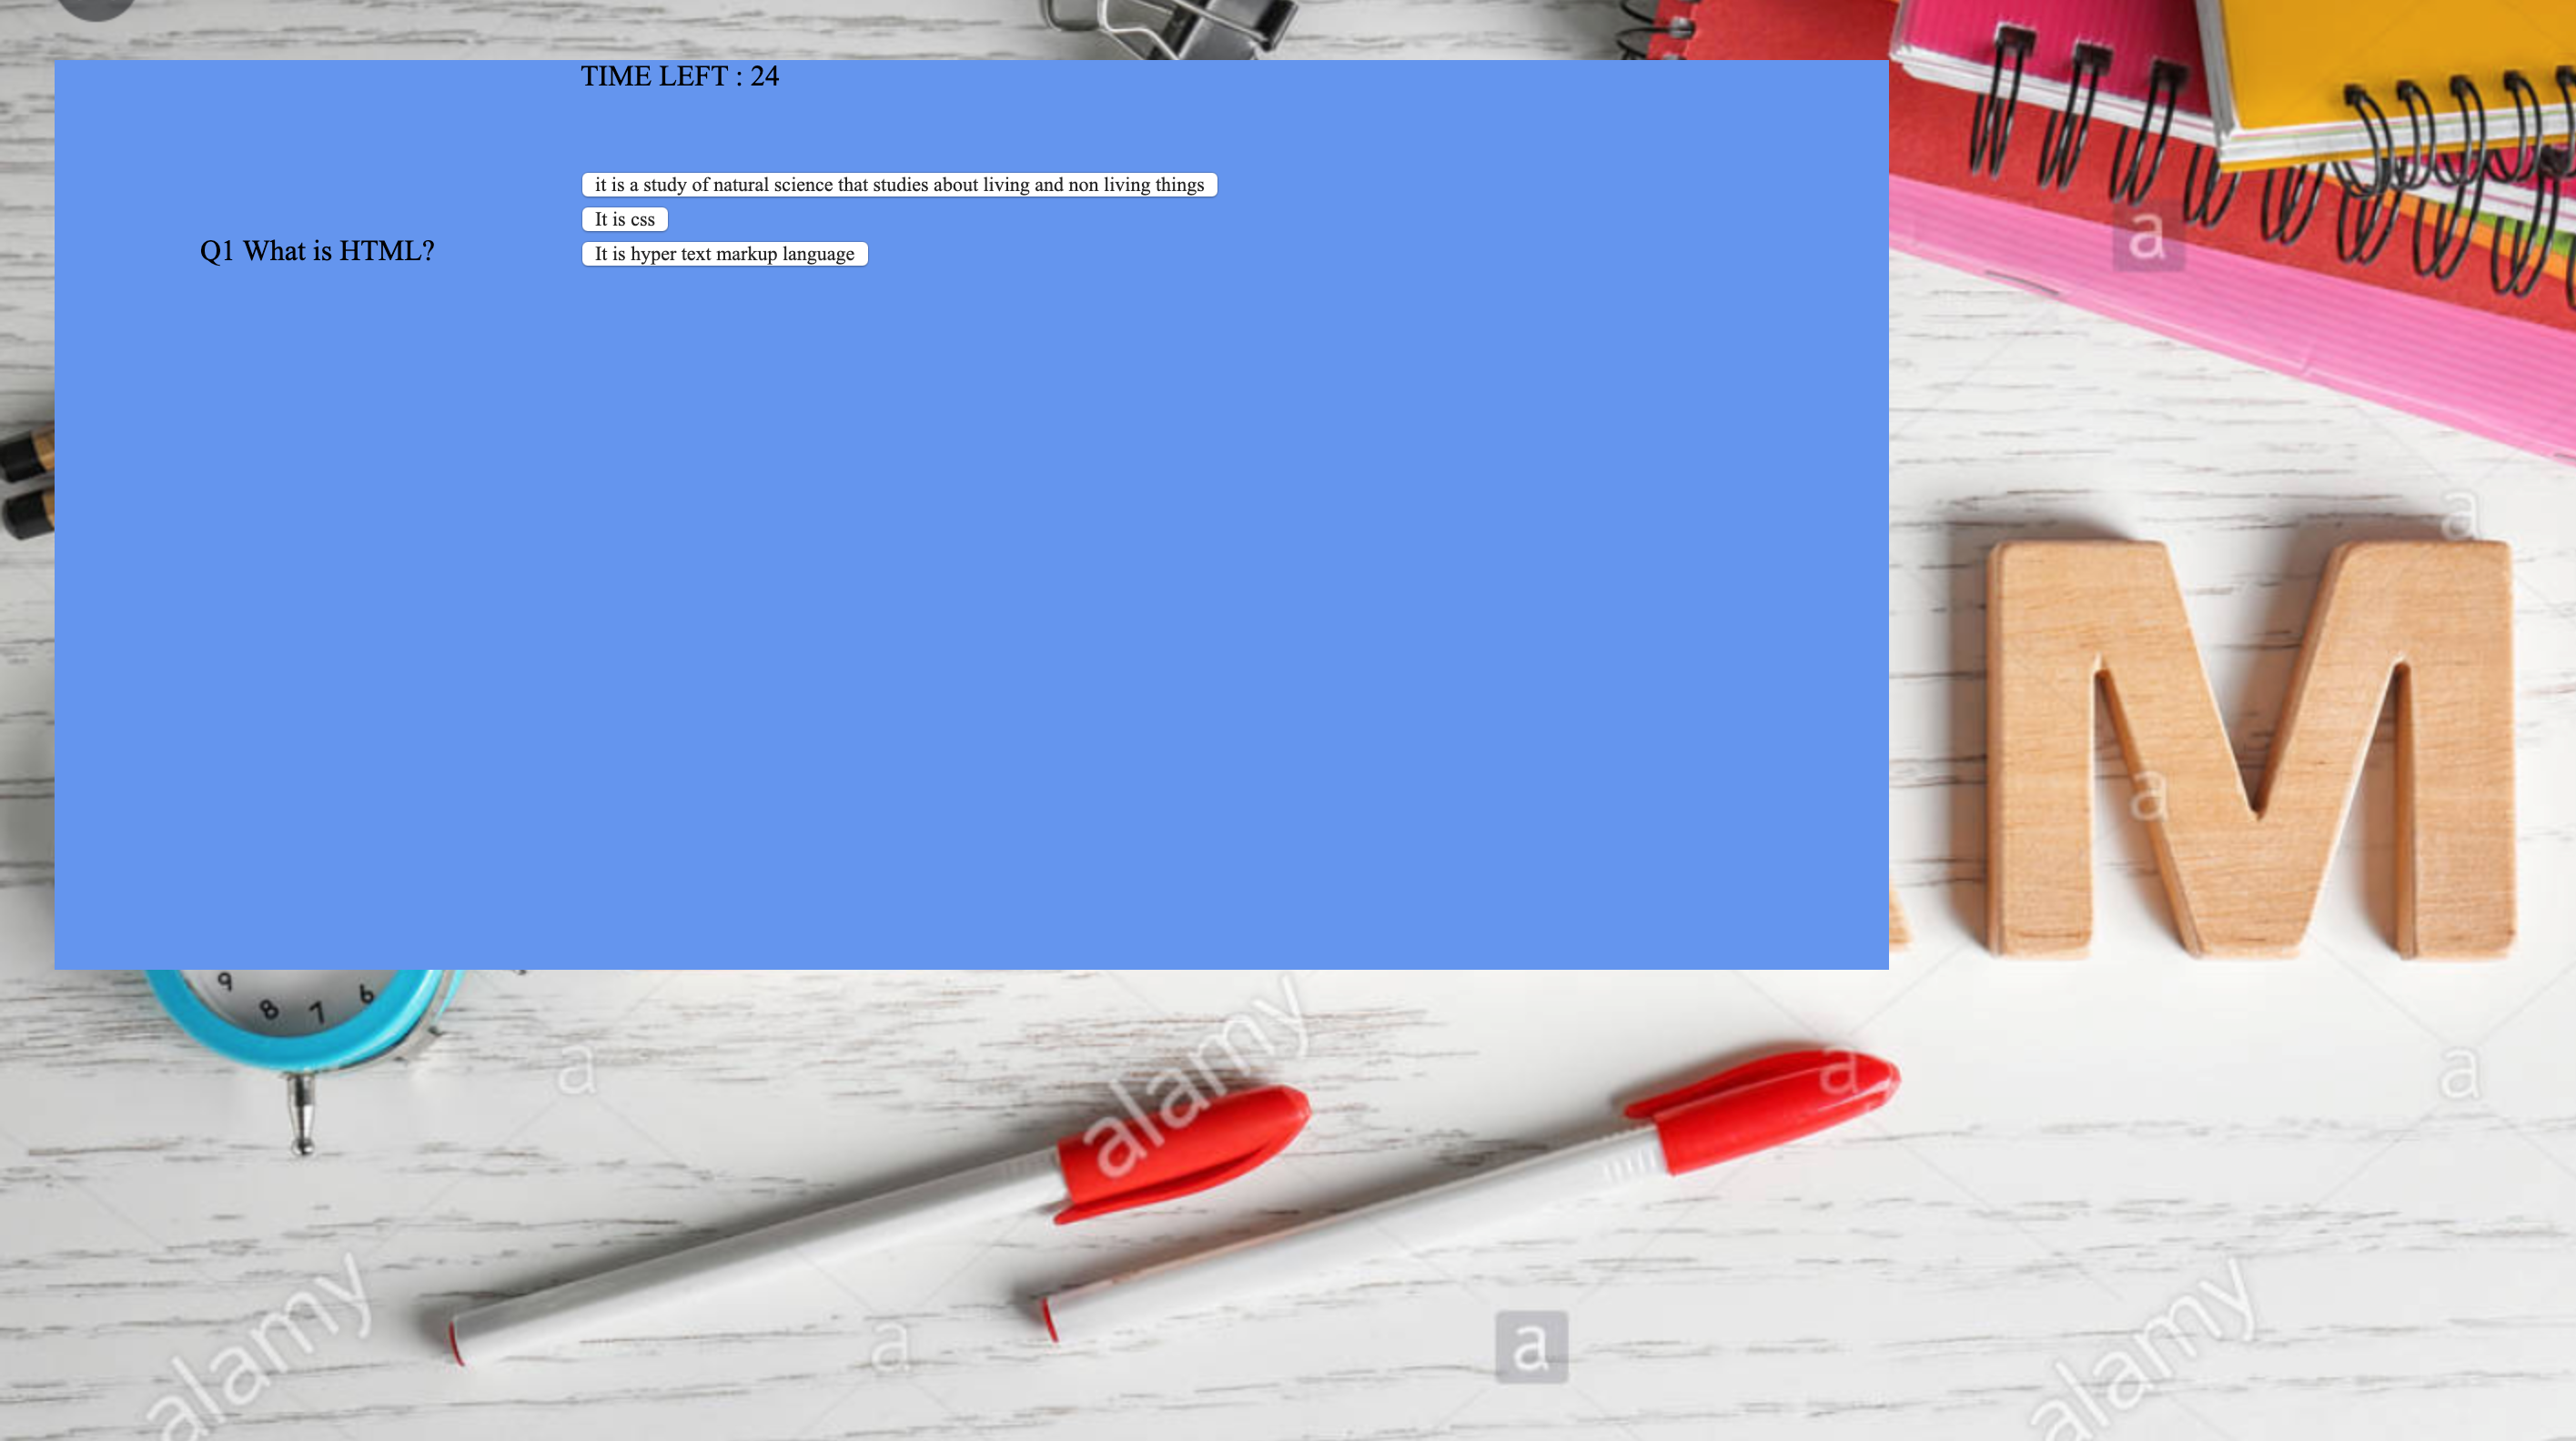 TIME LEFT : 24
it is a study of natural science that studies about living and non living things
It is css
Q1 What is HTML?
It is hyper text markup language
a
a
M
a
9
8
7
6
alamy
a
a
a
alamy
a
a
alamy